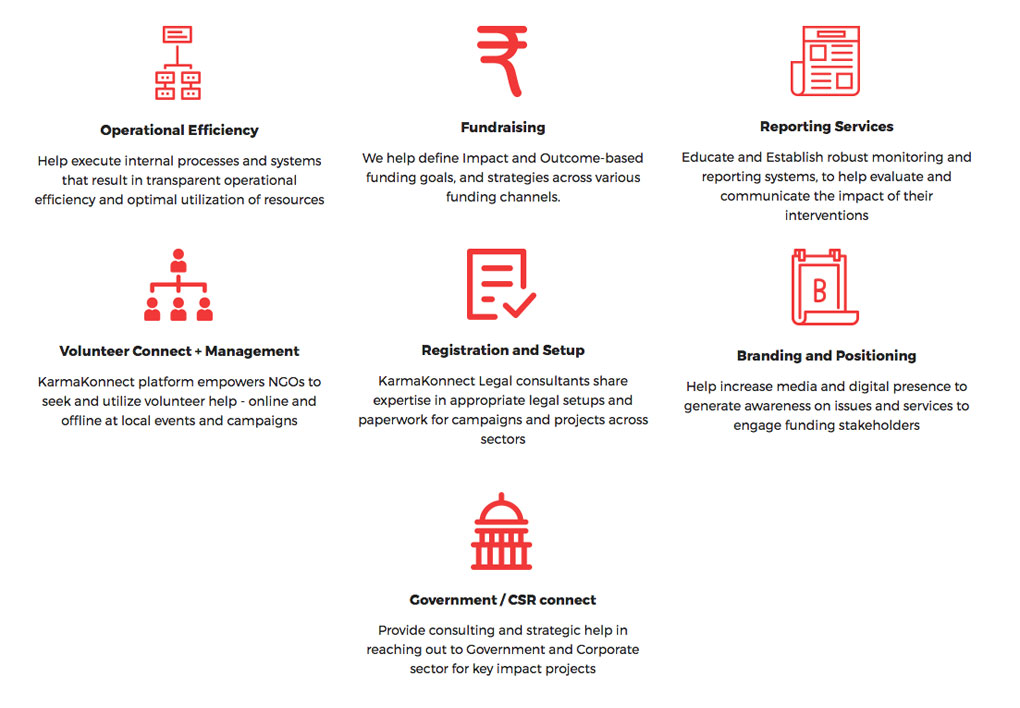 Operational Efficiency
Help execute internal processes and systems
that result in transparent operational
efficiency and optimal utilization of resources
Fundraising
We help define Impact and Outcome-based
funding goals, and strategies across various
funding channels.
Reporting Services
Educate and Establish robust monitoring and
reporting systems, to help evaluate and
communicate the impact of their
interventions
Volunteer Connect + Management
KarmaKonnect platform empowers NGOs to
seek and utilize volunteer help - online and
offline at local events and campaigns
Registration and Setup
KarmaKonnect Legal consultants share
expertise in appropriate legal setups and
paperwork for campaigns and projects across
sectors
B
Branding and Positioning
Help increase media and digital presence to
generate awareness on issues and services to
engage funding stakeholders
Government / CSR connect
Provide consulting and strategic help in
reaching out to Government and Corporate
sector for key impact projects